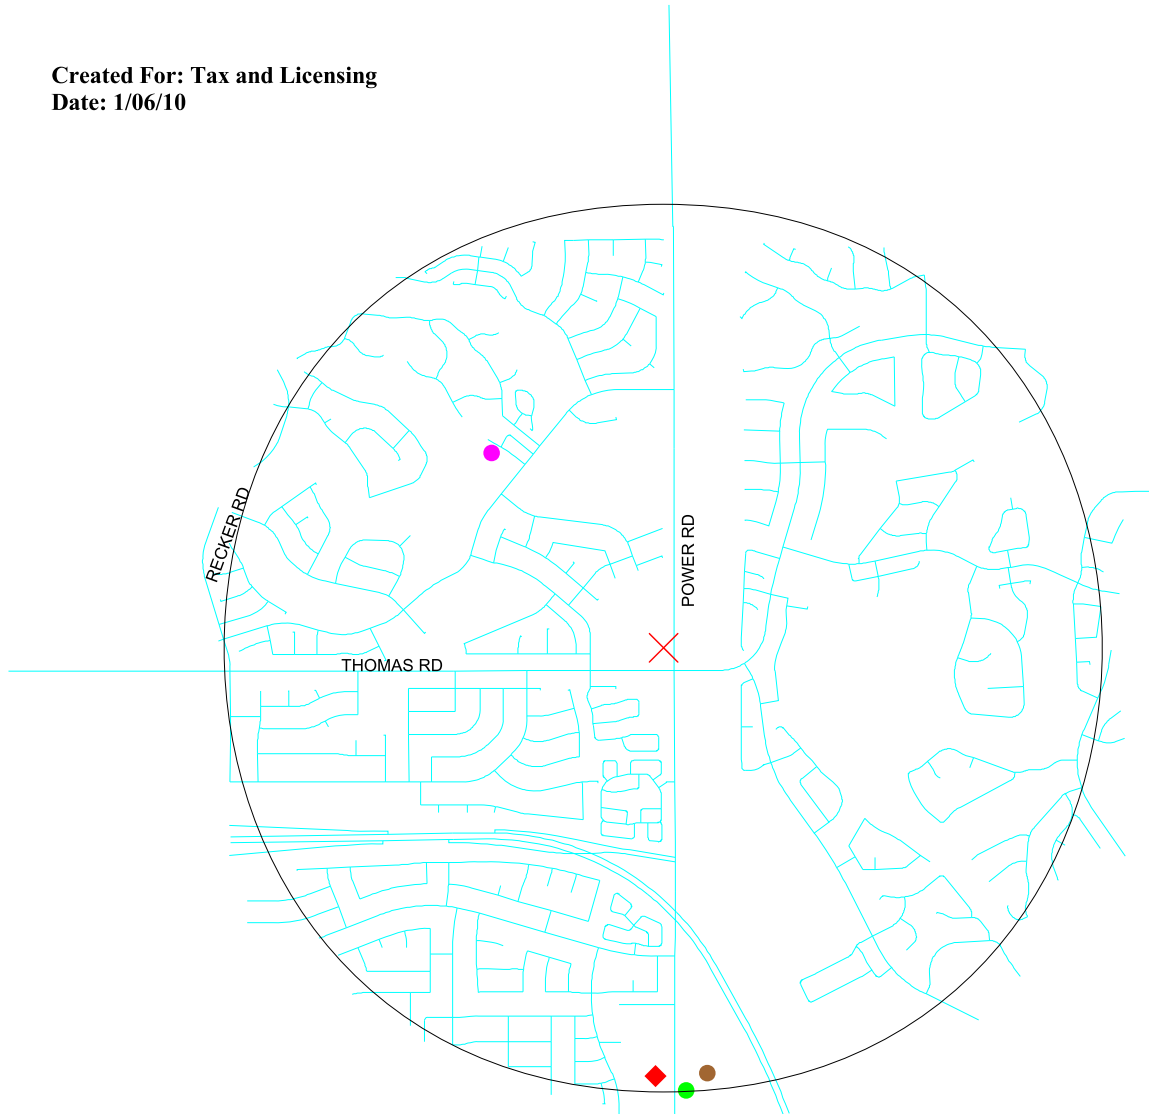 Created For: Tax and Licensing
Date: 1/06/10
RECKER RD
POWER RD
THOMAS RD